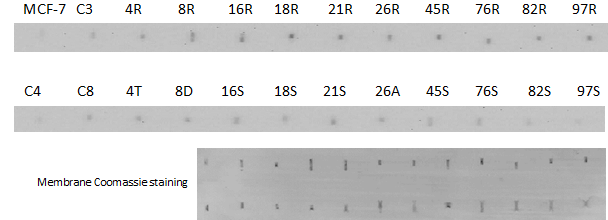 MCF-7 C3 4R 8R 16R 18R 21R 26R 45R 76R 82R 97R
C4 C8 4T 8D 16S 18S 21S 26A 45S 76S 82S 97S
Membrane Coomassie staining